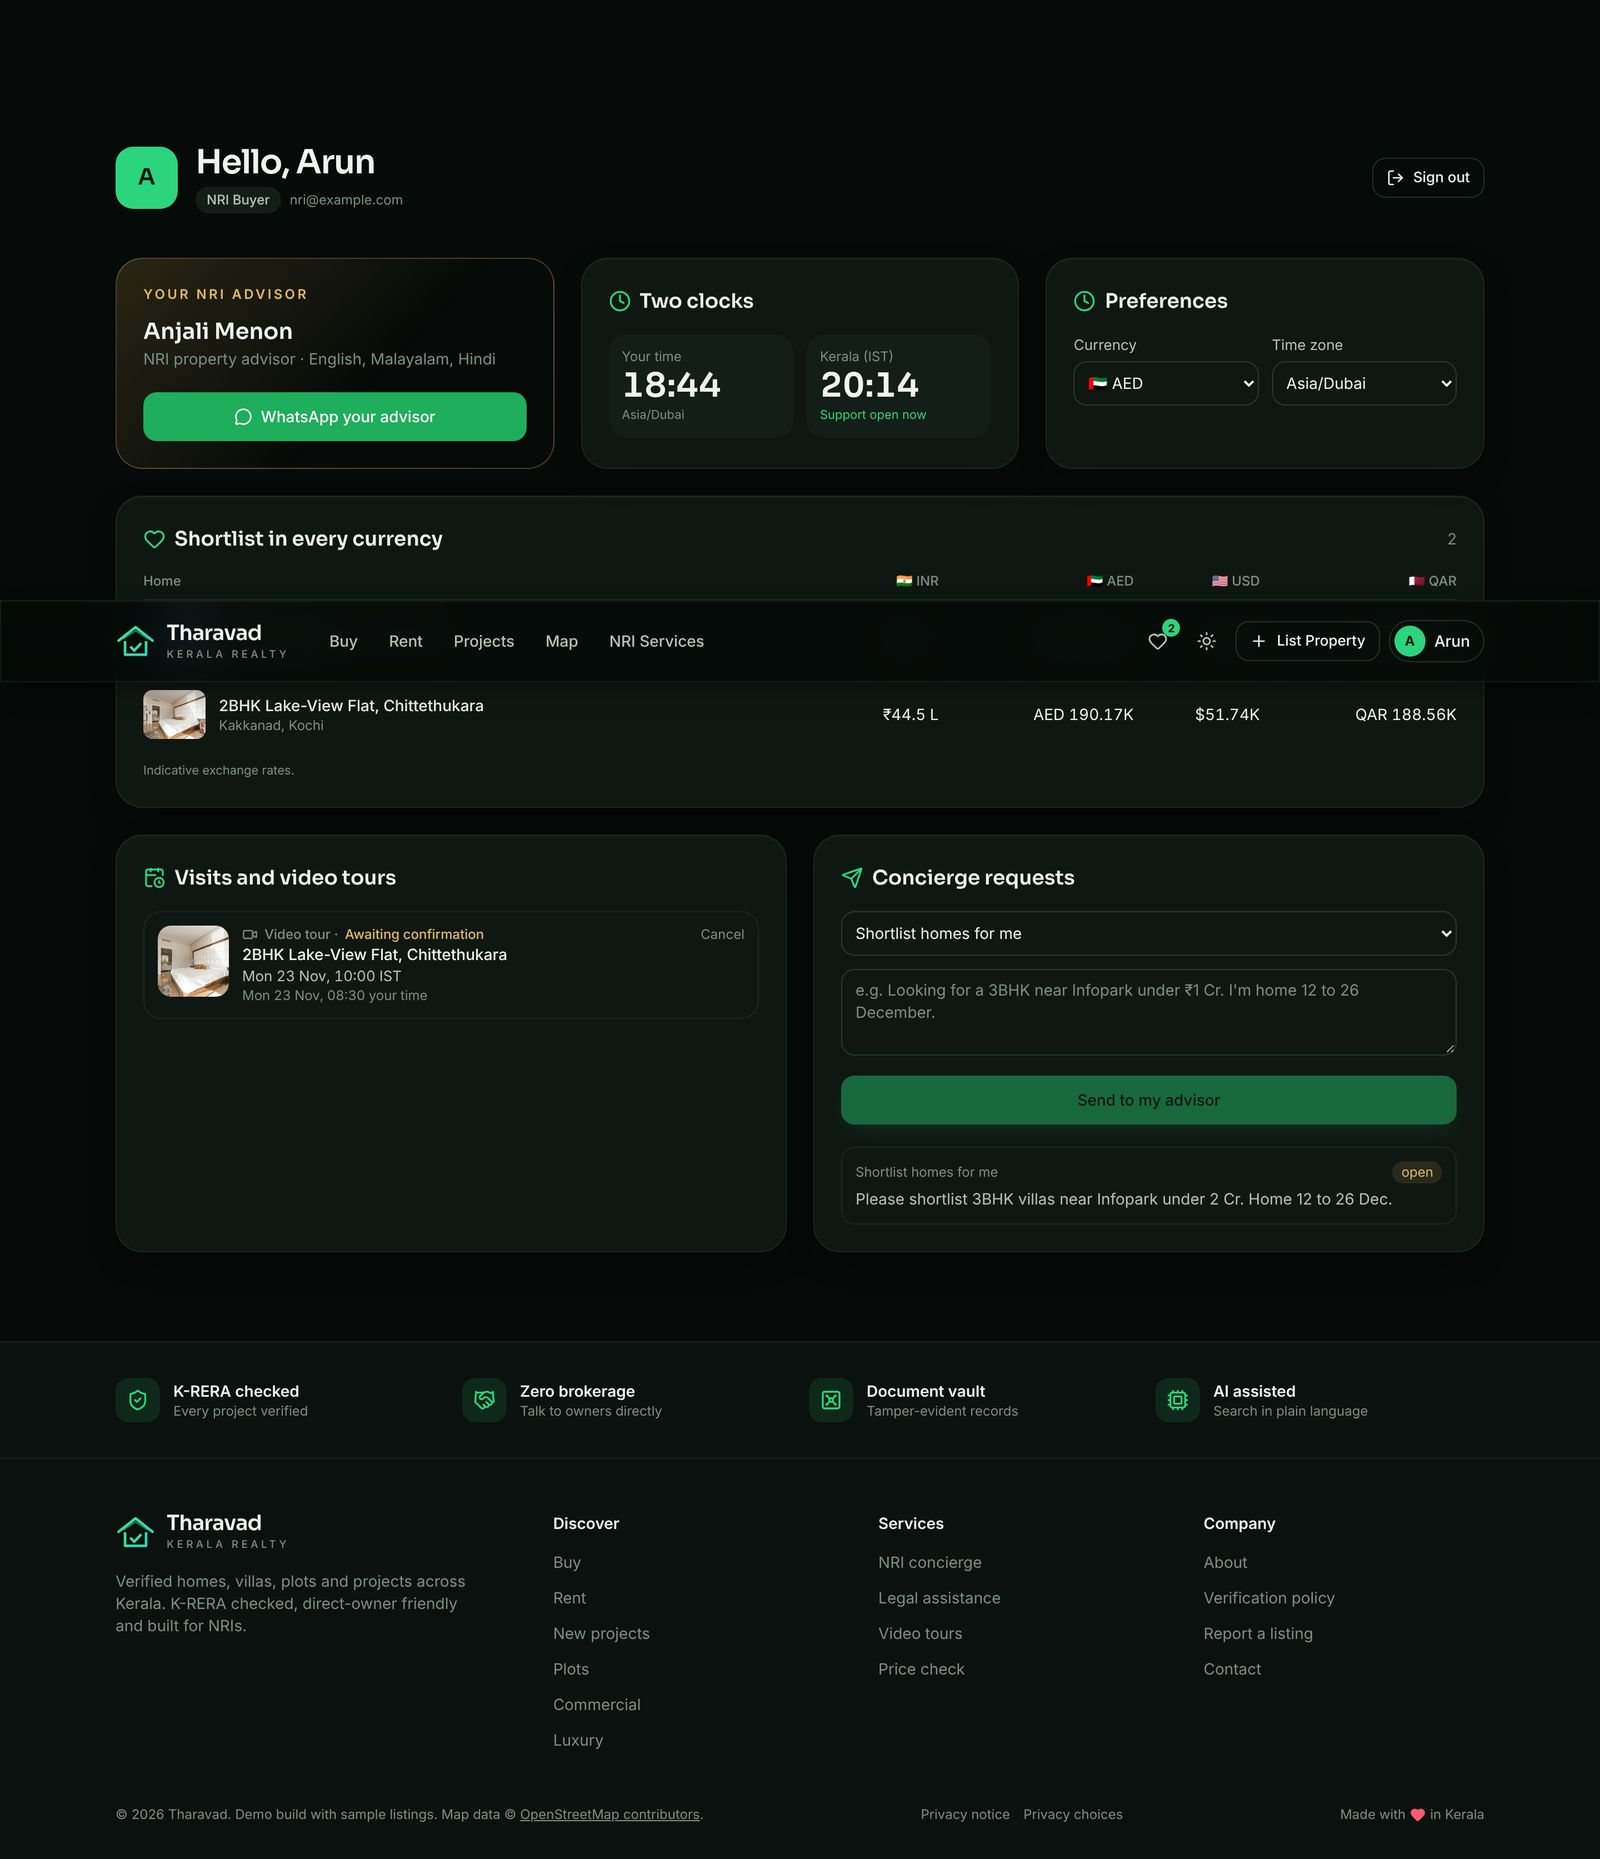 A
Hello, Arun
NRI Buyer nri@example.com
Sign out
YOUR NRI ADVISOR
Anjali Menon
NRI property advisor · English, Malayalam, Hindi
WhatsApp your advisor
Two clocks
Your time
18:44
Asia/Dubai
Kerala (IST)
20:14
Support open now
Preferences
Currency
🇦🇪 AED
Time zone
Asia/Dubai
Shortlist in every currency
2
Home 🇮🇳 INR 🇦🇪 AED 🇺🇸 USD 🇶🇦 QAR
Tharavad
KERALA REALTY
Buy Rent Projects Map NRI Services
2
List Property
A Arun
2BHK Lake-View Flat, Chittethukara
Kakkanad, Kochi
₹44.5 L AED 190.17K $51.74K QAR 188.56K
Indicative exchange rates.
Visits and video tours
Video tour · Awaiting confirmation Cancel
2BHK Lake-View Flat, Chittethukara
Mon 23 Nov, 10:00 IST
Mon 23 Nov, 08:30 your time
Concierge requests
Shortlist homes for me
e.g. Looking for a 3BHK near Infopark under ₹1 Cr. I'm home 12 to 26
December.
Send to my advisor
Shortlist homes for me open
Please shortlist 3BHK villas near Infopark under 2 Cr. Home 12 to 26 Dec.
K-RERA checked
Every project verified
Zero brokerage
Talk to owners directly
Document vault
Tamper-evident records
AI assisted
Search in plain language
Tharavad
KERALA REALTY
Verified homes, villas, plots and projects across
Kerala. K-RERA checked, direct-owner friendly
and built for NRIs.
Discover
Buy
Rent
New projects
Plots
Commercial
Luxury
Services
NRI concierge
Legal assistance
Video tours
Price check
Company
About
Verification policy
Report a listing
Contact
© 2026 Tharavad. Demo build with sample listings. Map data © OpenStreetMap contributors.
Privacy notice Privacy choices
Made with ❤️ in Kerala